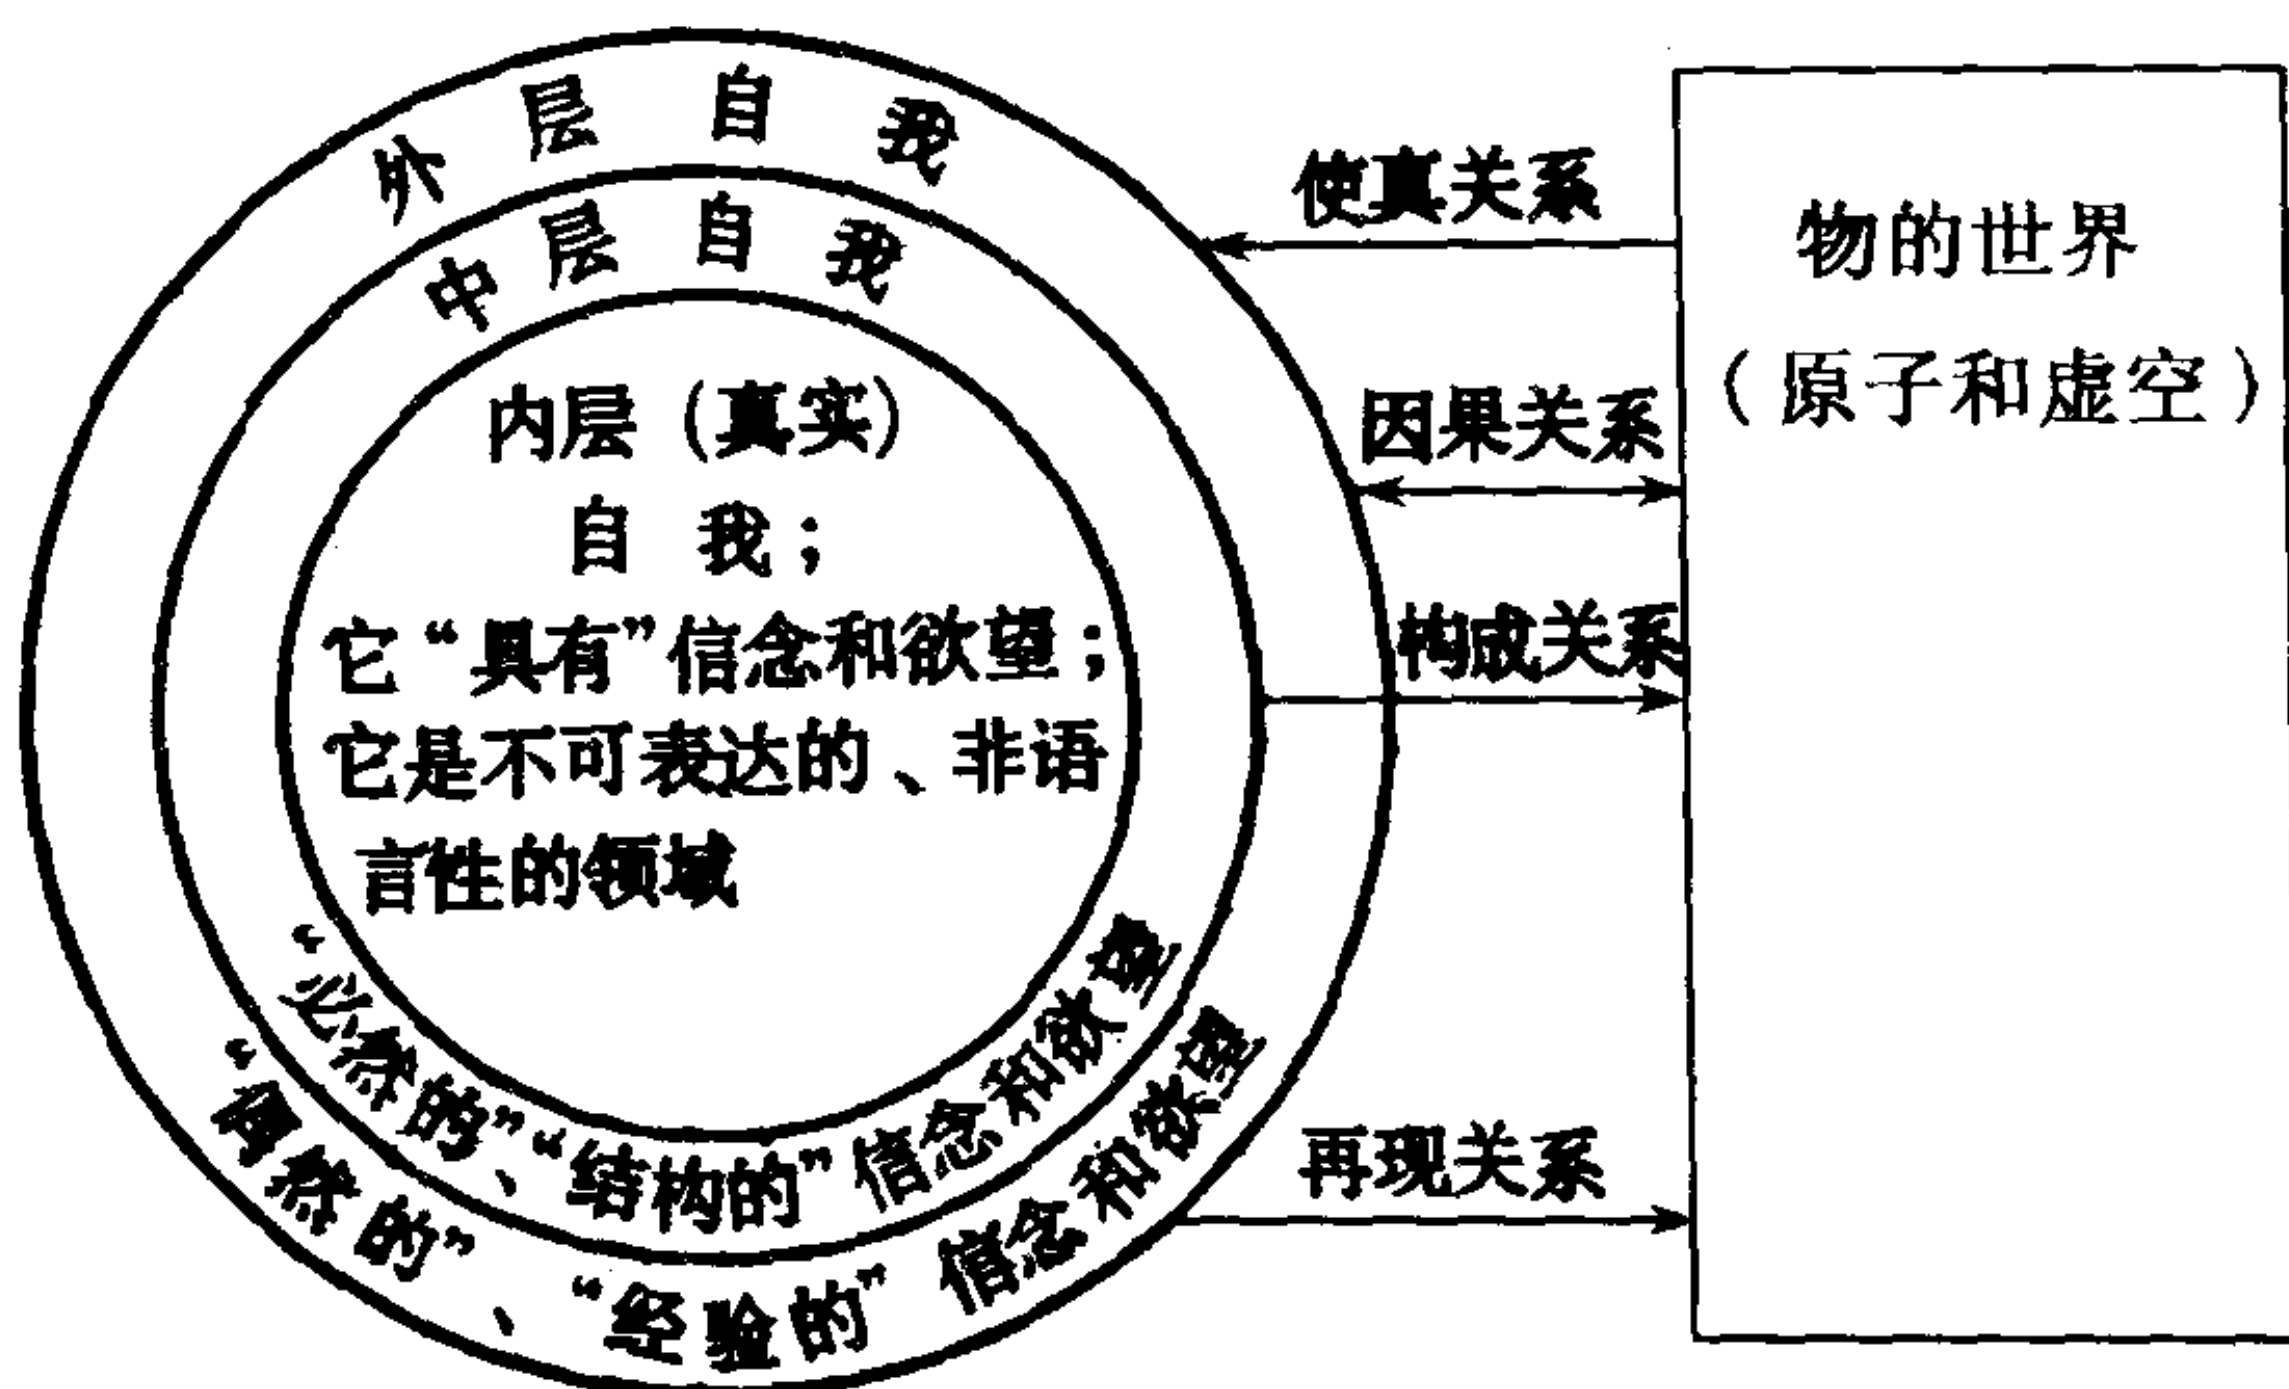 外层自我
中层自我
内层（真实）
自 我；
它“具有”信念和欲望；
它是不可表达的、非语
言性的领域
“必然的”、“结构的”信念和欲望
“偶然的”、“经验的”信念和欲望
使真关系
因果关系
构成关系
再现关系
物的世界
（原子和虚空）